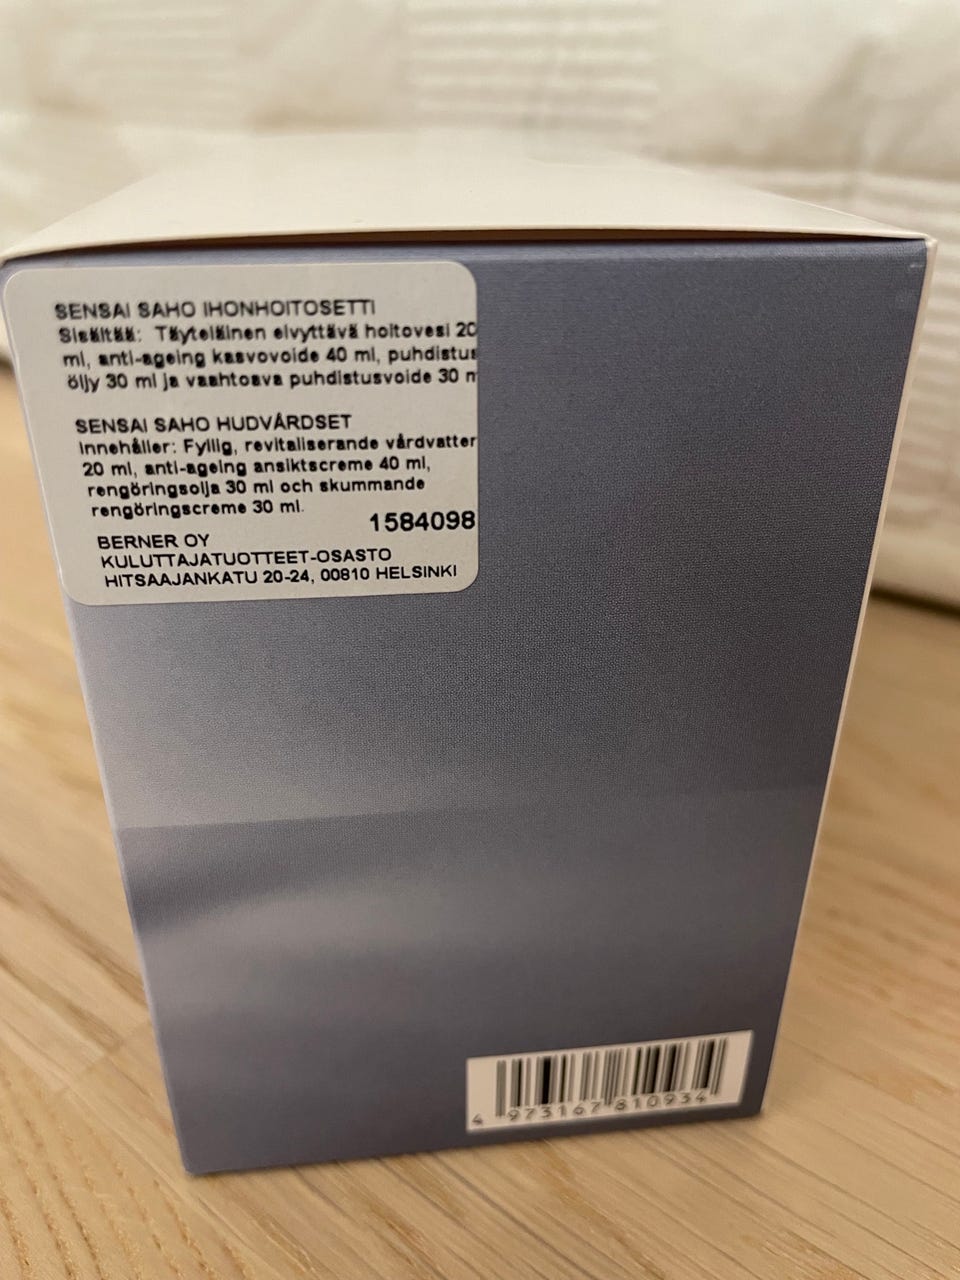 SENSAI SAHO IHONHOITOSETTI
Sisältää: Täyteläinen elvyttävä hoitovesi 20
ml, anti-ageing kasvovoide 40 ml, puhdistus
öljy 30 ml ja vaahtoava puhdistusvoide 30 m
SENSAI SAHO HUDVÅRDSET
Innehåller: Fyllig, revitaliserande vårdvatten
20 ml, anti-ageing ansiktscreme 40 ml,
rengöringsolja 30 ml och skummande
rengöringscreme 30 ml.
1584098
BERNER OY
KULUTTAJATUOTTEET-OSASTO
HITSAAJANKATU 20-24, 00810 HELSINKI
4 973167 810934